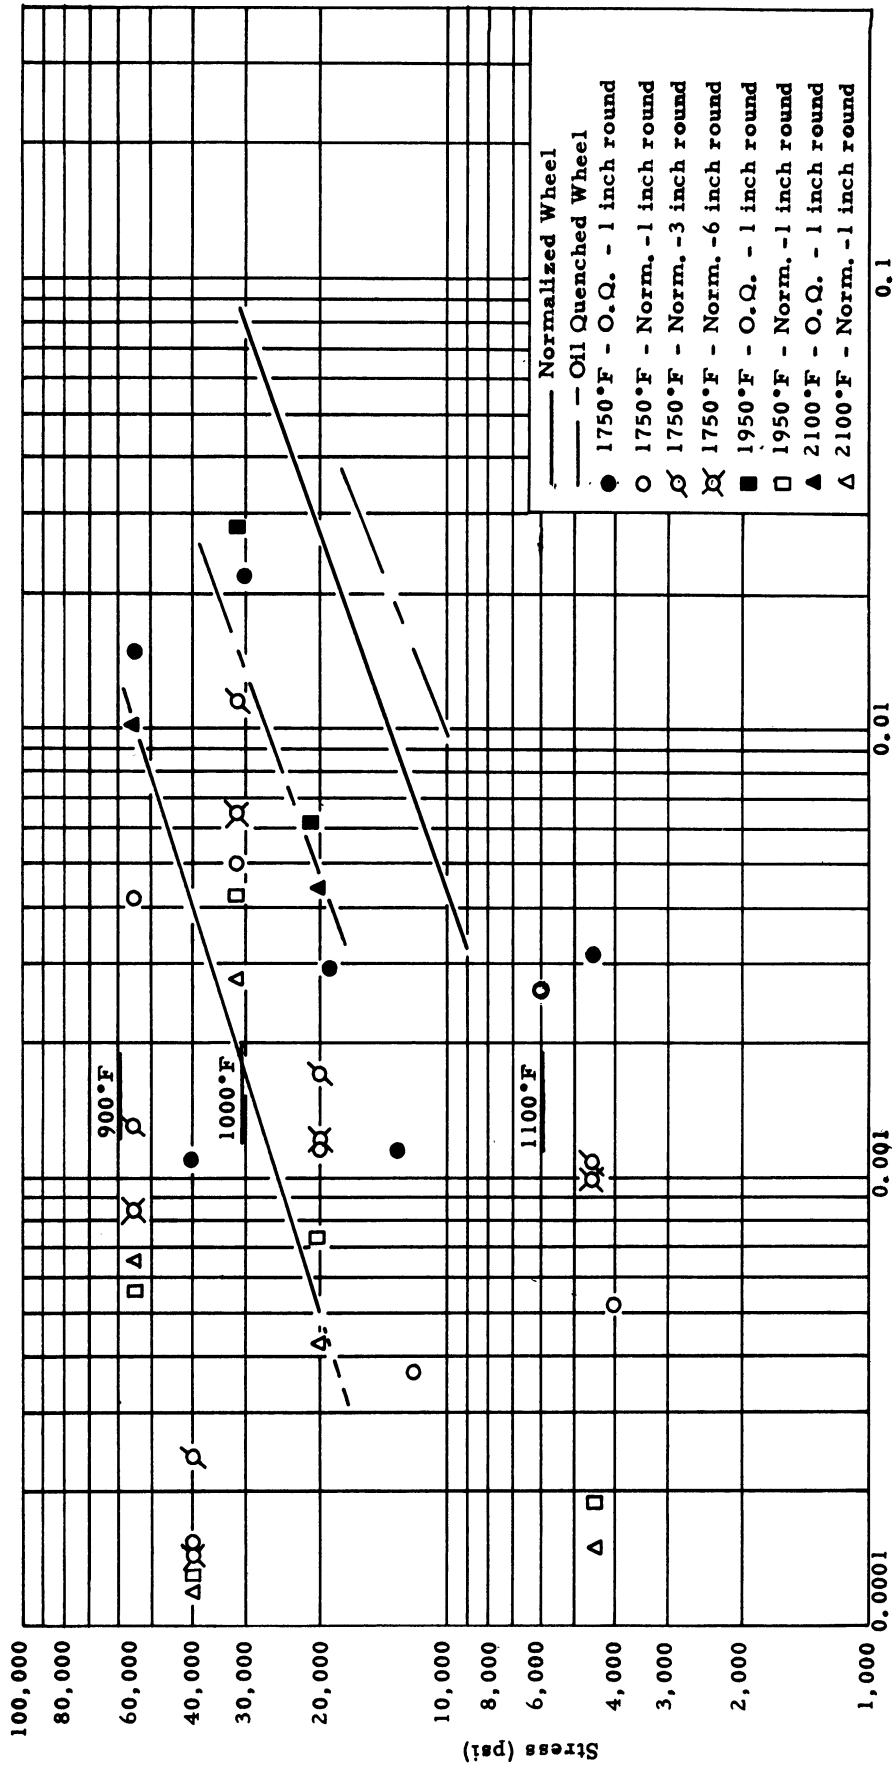 100,000
80,000
60,000
40,000
30,000
20,000
10,000
8,000
6,000
4,000
2,000
1,000
Stress (psi)
0.0001
0.001
0.01
0.1
900°F
1000°F
1100°F
Normalized Wheel
Oil Quenched Wheel
1750°F - O.Q. - 1 inch round
1750°F - Norm. -1 inch round
1750°F - Norm. -3 inch round
1750°F - Norm. -6 inch round
1950°F - O.Q. - 1 inch round
1950°F - Norm. -1 inch round
2100°F - O.Q. - 1 inch round
2100°F - Norm. -1 inch round